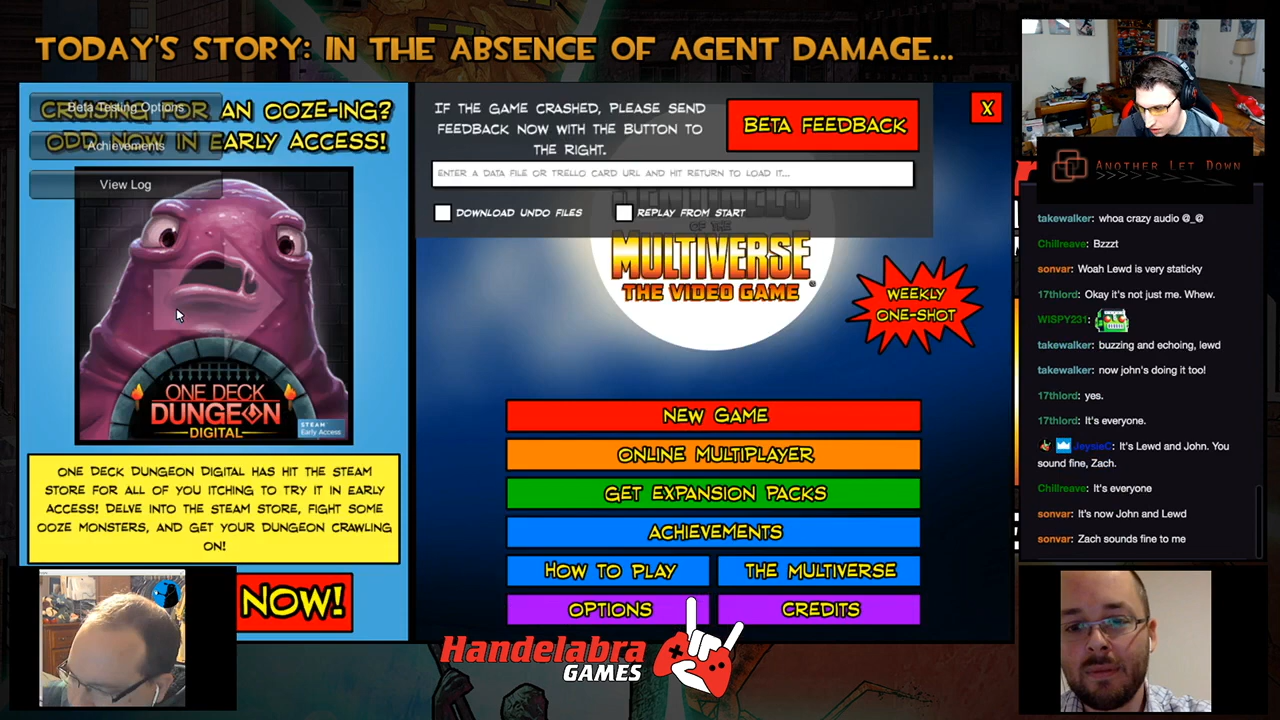 TODAY'S STORY: IN THE ABSENCE OF AGENT DAMAGE...
CRUISING FOR AN OOZE-ING?
ODD NOW IN EARLY ACCESS!
Beta Testing Options
Achievements
View Log
ONE DECK
DUNGEON
DIGITAL
STEAM
Early Access
ONE DECK DUNGEON DIGITAL HAS HIT THE STEAM
STORE FOR ALL OF YOU ITCHING TO TRY IT IN EARLY
ACCESS! DELVE INTO THE STEAM STORE, FIGHT SOME
OOZE MONSTERS, AND GET YOUR DUNGEON CRAWLING
ON!
NOW!
IF THE GAME CRASHED, PLEASE SEND
FEEDBACK NOW WITH THE BUTTON TO
THE RIGHT.
BETA FEEDBACK
X
ENTER A DATA FILE OR TRELLO CARD URL AND HIT RETURN TO LOAD IT...
DOWNLOAD UNDO FILES
REPLAY FROM START
OF THE
MULTIVERSE
THE VIDEO GAME
WEEKLY
ONE-SHOT
NEW GAME
ONLINE MULTIPLAYER
GET EXPANSION PACKS
ACHIEVEMENTS
HOW TO PLAY
THE MULTIVERSE
OPTIONS
CREDITS
Handelabra
GAMES
ANOTHER LET DOWN
takewalker: whoa crazy audio @_@
Chillreave: Bzzzt
sonvar: Woah Lewd is very staticky
17thlord: Okay it's not just me. Whew.
WISPY231:
takewalker: buzzing and echoing, lewd
takewalker: now john's doing it too!
17thlord: yes.
17thlord: It's everyone.
JeysieC: It's Lewd and John. You
sound fine, Zach.
Chillreave: It's everyone
sonvar: It's now John and Lewd
sonvar: Zach sounds fine to me